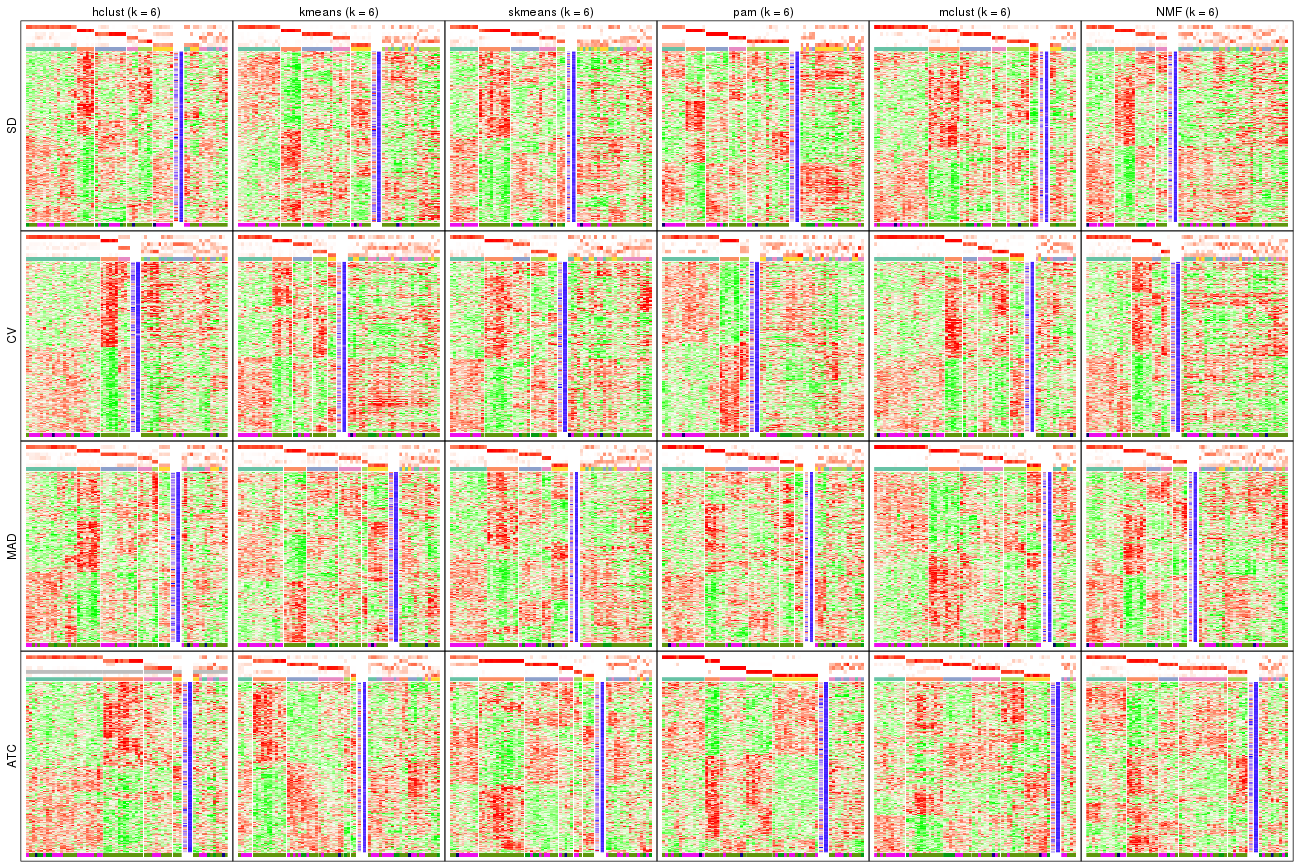 hclust (k = 6) kmeans (k = 6) skmeans (k = 6) pam (k = 6) mclust (k = 6) NMF (k = 6)
SD
CV
MAD
ATC